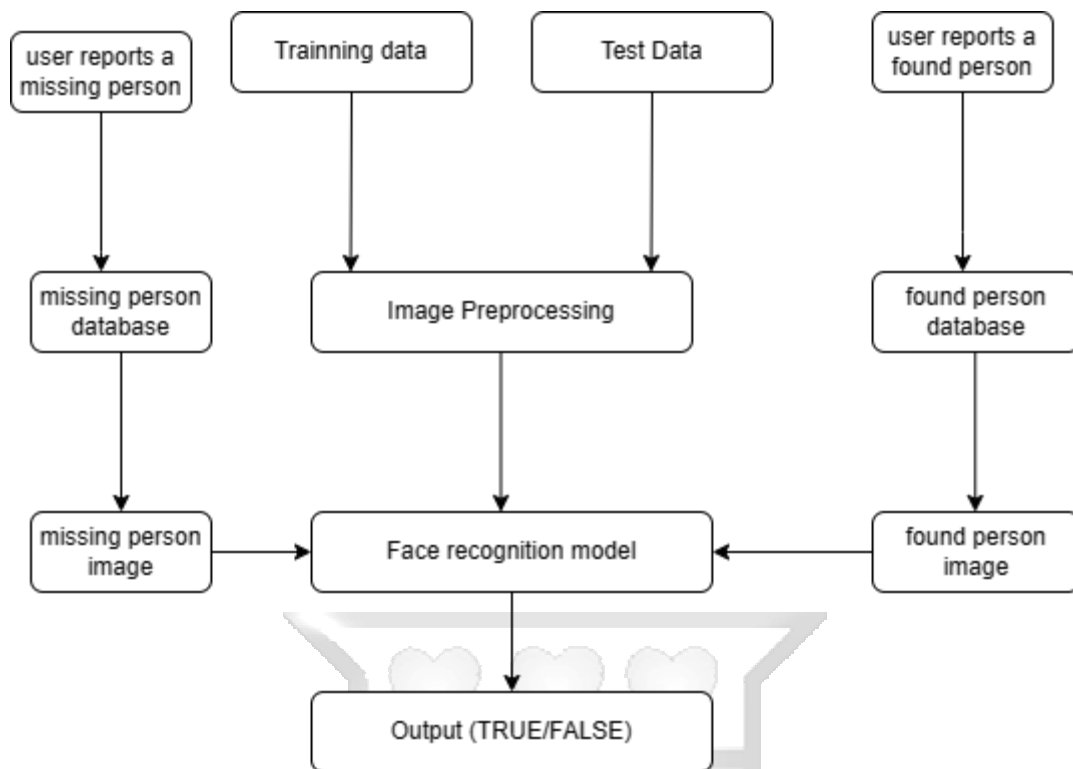 user reports a
missing person
Trainning data
Test Data
user reports a
found person
missing person
database
Image Preprocessing
found person
database
missing person
image
Face recognition model
found person
image
Output (TRUE/FALSE)